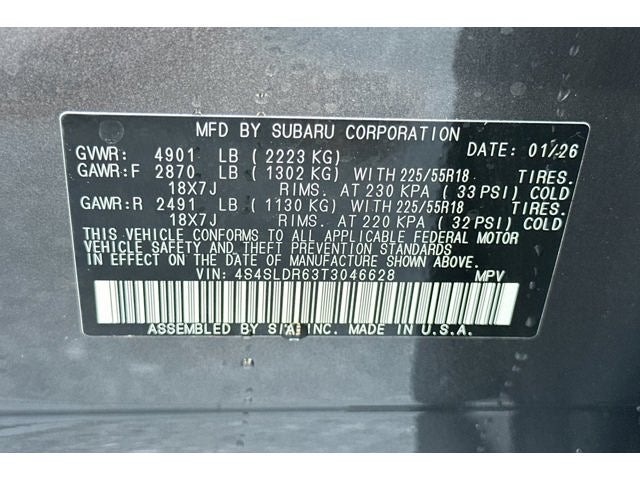 MFD BY SUBARU CORPORATION
GVWR: 4901 LB ( 2223 KG) DATE: 01/26
GAWR:F 2870 LB ( 1302 KG) WITH 225/55R18 TIRES.
18X7J RIMS. AT 230 KPA ( 33 PSI) COLD
GAWR:R 2491 LB ( 1130 KG) WITH 225/55R18 TIRES.
18X7J RIMS. AT 220 KPA ( 32 PSI) COLD
THIS VEHICLE CONFORMS TO ALL APPLICABLE FEDERAL MOTOR
VEHICLE SAFETY AND THEFT PREVENTION STANDARDS
IN EFFECT ON THE DATE OF MANUFACTURE SHOWN ABOVE.
VIN: 4S4SLDR63T3046628 MPV
ASSEMBLED BY SIA, INC. MADE IN U.S.A.